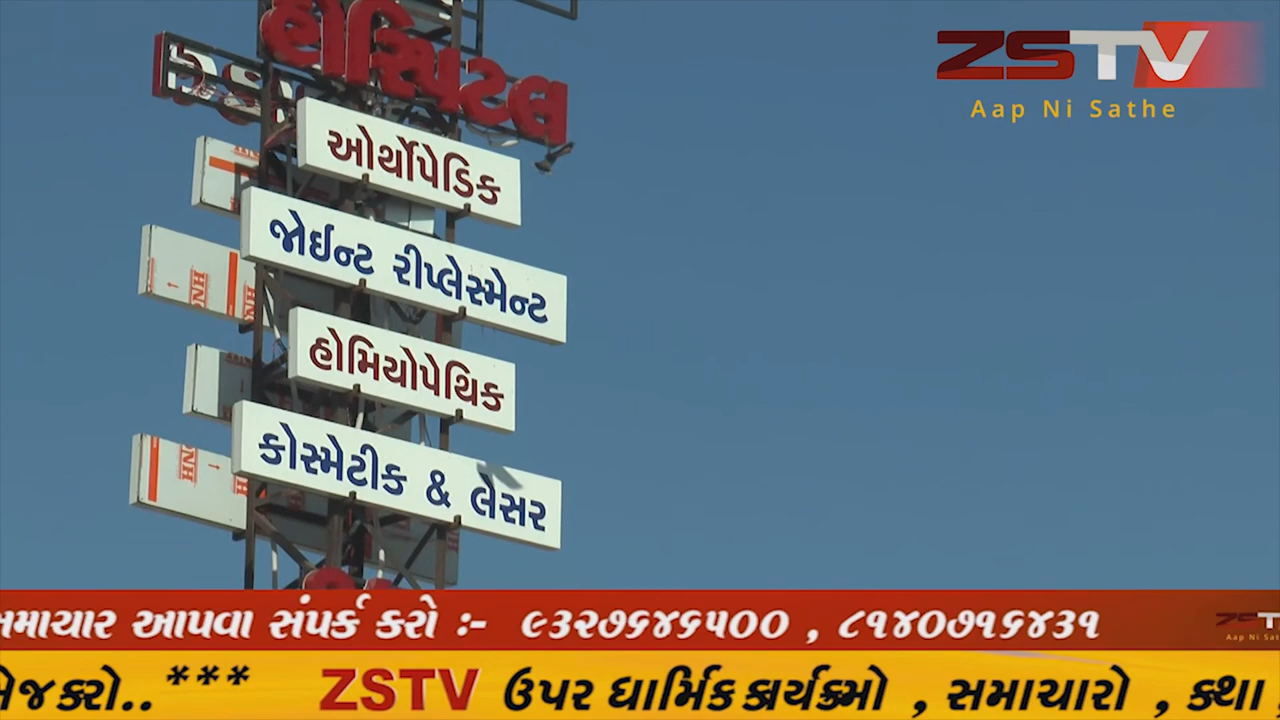 હોસ્પિટલ
ZSTV
Aap Ni Sathe
ઓર્થોપેડિક
જોઈન્ટ રીપ્લેસ્મેન્ટ
હોમિયોપેથિક
કોસ્મેટીક & લેસર
સમાચાર આપવા સંપર્ક કરો :- ૯૩૨૭૬૪૬૫૦૦ , ૮૧૪૦૭૧૬૪૩૧
ZSTV ઉપર ધાર્મિક કાર્યક્રમો , સમાચારો , કથા